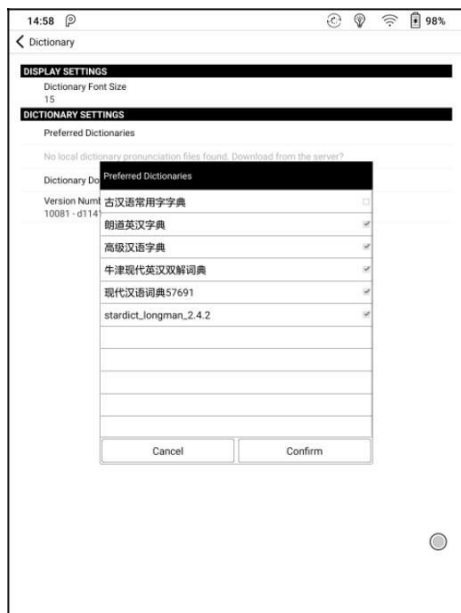 14:58
98%
Dictionary
DISPLAY SETTINGS
Dictionary Font Size
15
DICTIONARY SETTINGS
Preferred Dictionaries
No local dictionary pronunciation files found. Download from the server?
Dictionary Do
Version Numb
10081 - d1141
Preferred Dictionaries
古汉语常用字字典
朗道英汉字典
高级汉语字典
牛津现代英汉双解词典
现代汉语词典57691
stardict_longman_2.4.2
Cancel
Confirm